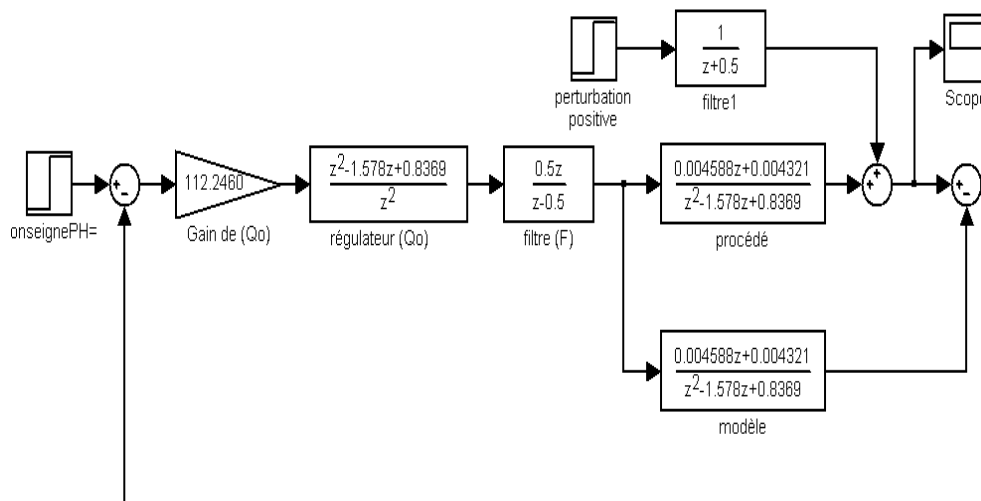 1
z+0.5
perturbation
positive
filtre1
Scope
onseignePH=
+
-
112.2460
Gain de (Qo)
z2-1.578z+0.8369
z2
régulateur (Qo)
0.5z
z-0.5
filtre (F)
0.004588z+0.004321
z2-1.578z+0.8369
procédé
+
+
+
-
0.004588z+0.004321
z2-1.578z+0.8369
modèle